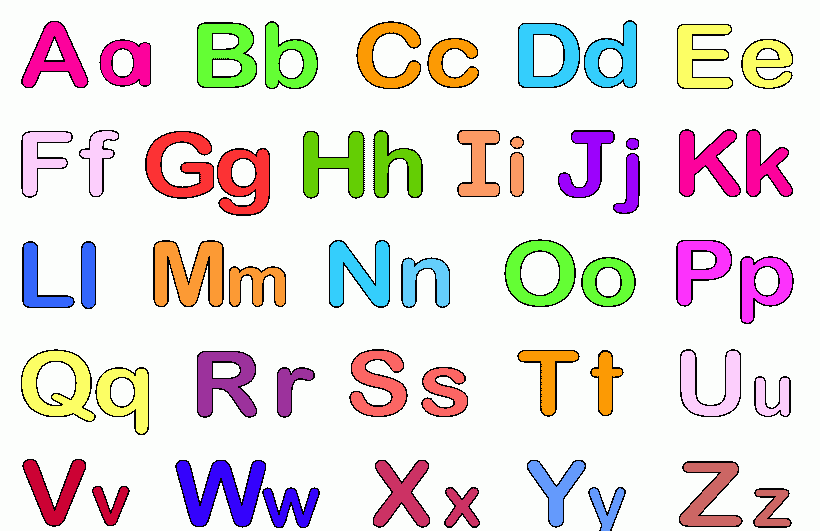 Aa Bb Cc Dd Ee
Ff Gg Hh Ii Jj Kk
Ll Mm Nn Oo Pp
Qq Rr Ss Tt Uu
Vv Ww Xx Yy Zz